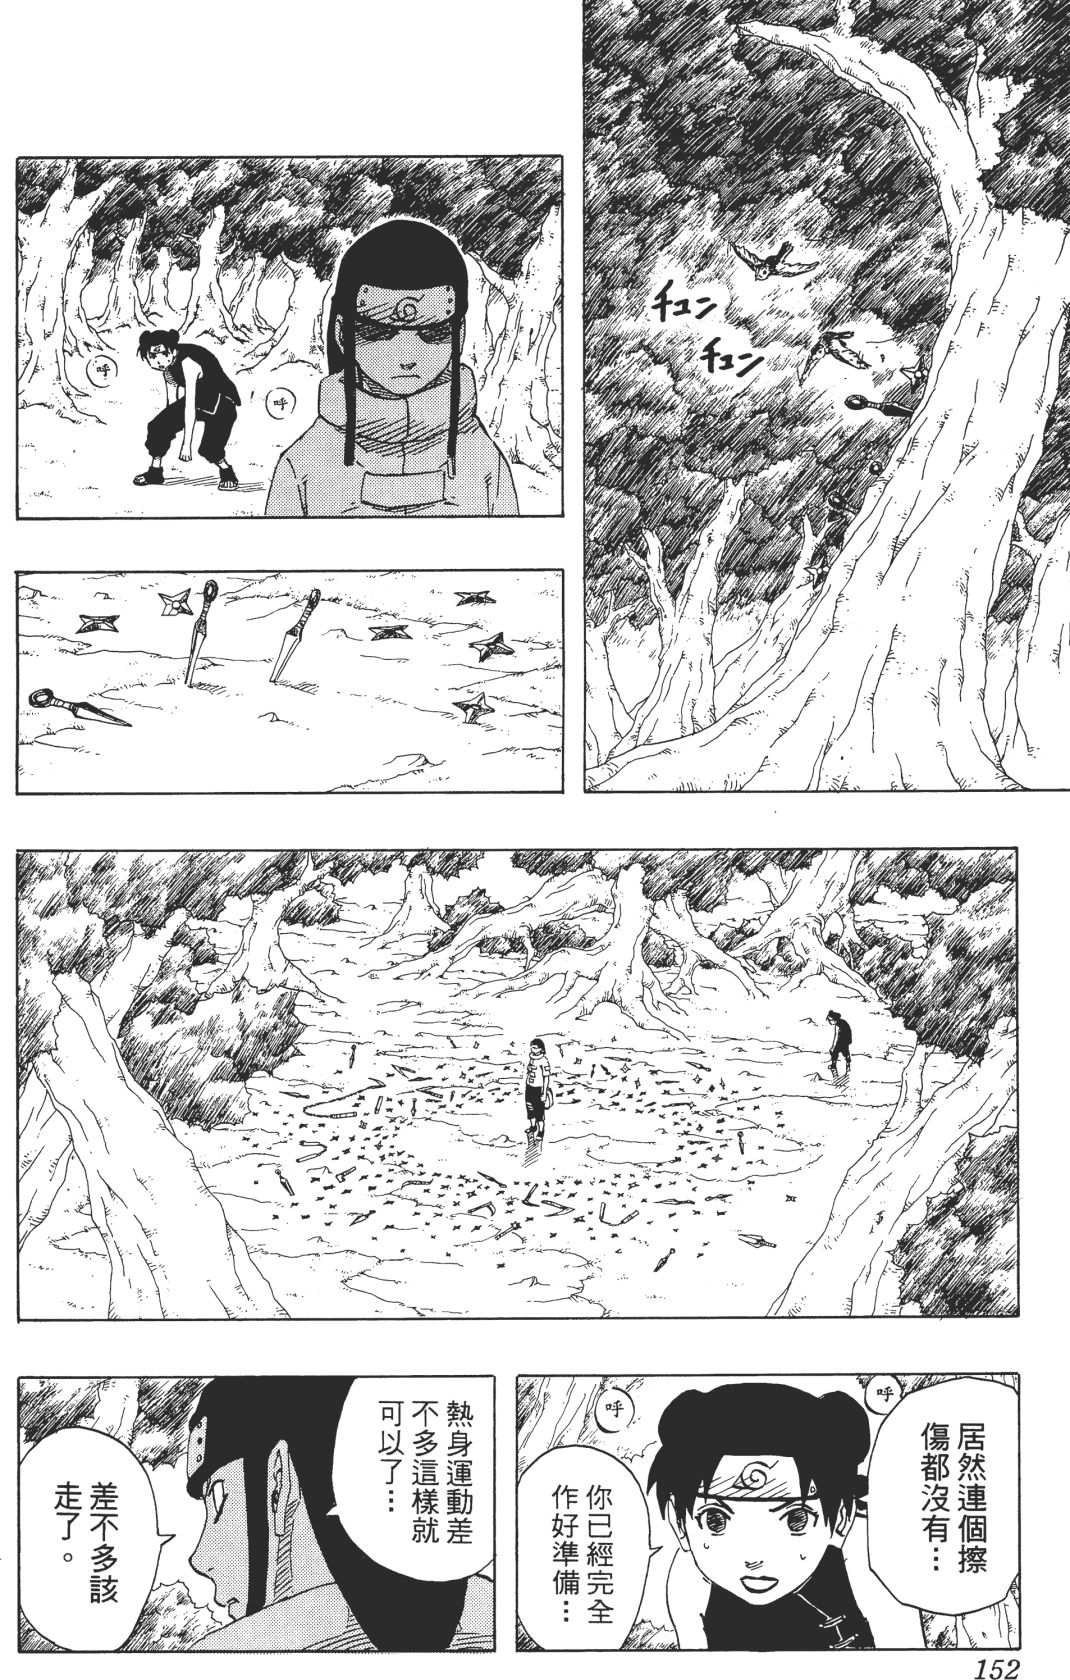 チュン
チュン
呼
呼
呼
居然連個擦
傷都沒有…
呼
你已經完全
作好準備…
熱身運動差
不多這樣就
可以了…
差不多該
走了。
152